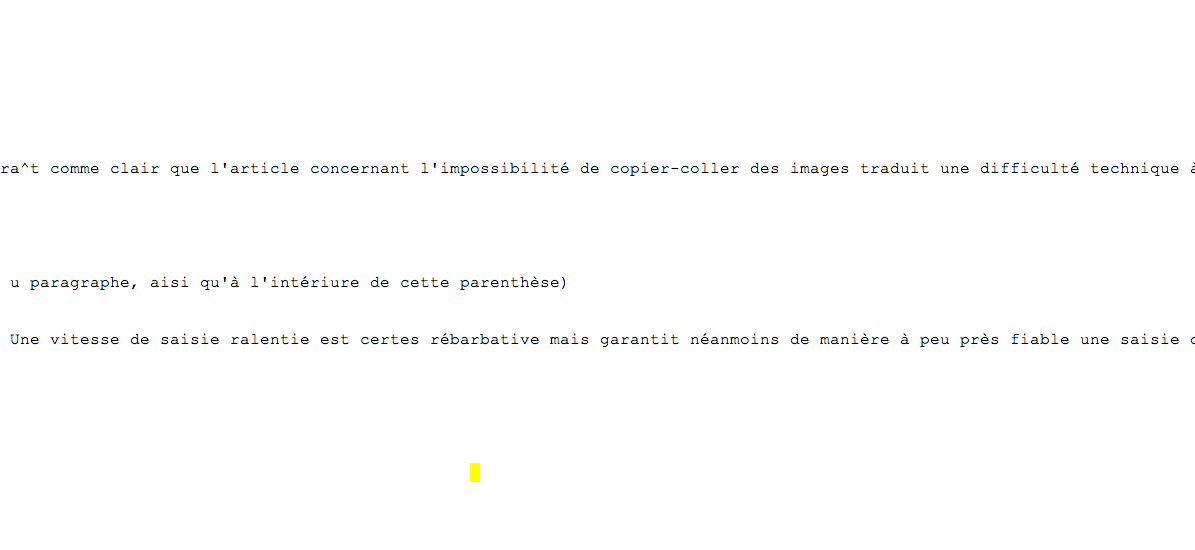 ra^t comme clair que l'article concernant l'impossibilité de copier-coller des images traduit une difficulté technique à
u paragraphe, aisi qu'à l'intériure de cette parenthèse)
Une vitesse de saisie ralentie est certes rébarbative mais garantit néanmoins de manière à peu près fiable une saisie